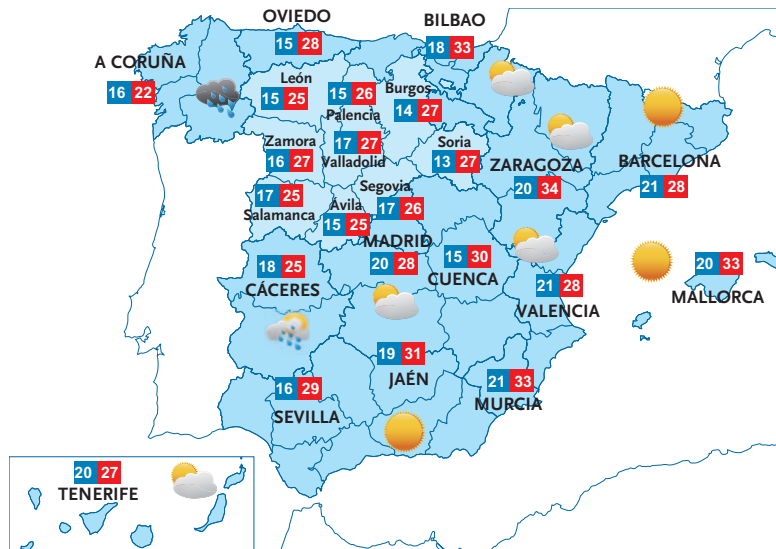 OVIEDO
15 28
BILBAO
18 33
A CORUÑA
16 22
León
15 25
15 26
Palencia
Burgos
14 27
Zamora
16 27
17 27
Valladolid
Soria
13 27
ZARAGOZA
20 34
BARCELONA
21 28
17 25
Salamanca
Ávila
15 25
Segovia
17 26
MADRID
20 28
15 30
CUENCA
18 25
CÁCERES
21 28
VALENCIA
20 33
MALLORCA
19 31
JAÉN
16 29
SEVILLA
21 33
MURCIA
20 27
TENERIFE